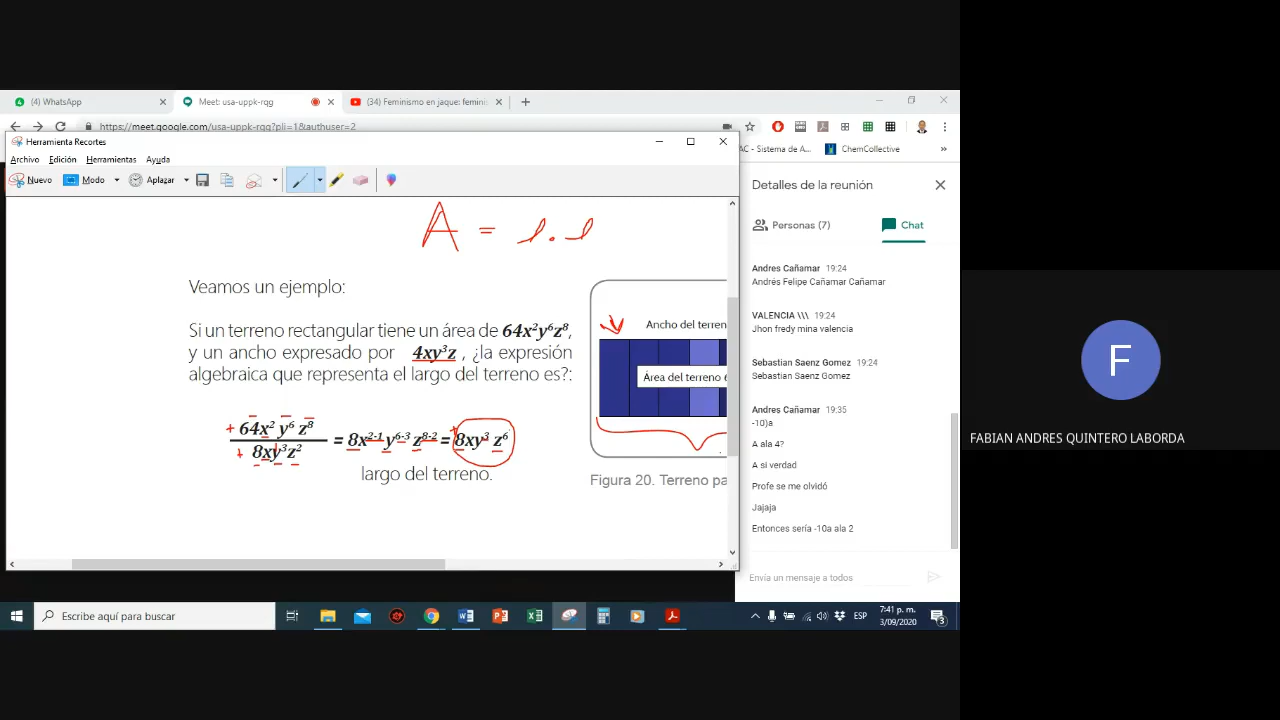 (4) WhatsApp
Meet: usa-uppk-rqg
(34) Feminismo en jaque: femini:
https://meet.google.com/usa-uppk-rqg?pli=1&authuser=2
Herramienta Recortes
AC - Sistema de A...
ChemCollective
»
Archivo Edición Herramientas Ayuda
Nuevo Modo Aplazar
A = l . l
Veamos un ejemplo:
Si un terreno rectangular tiene un área de 64x²y⁶z⁸,
y un ancho expresado por 4xy³z , ¿la expresión
algebraica que representa el largo del terreno es?:
+ 64x² y⁶ z⁸ / + 8xy³z² = 8x²⁻¹ y⁶⁻³ z⁸⁻² = + 8xy³ z⁶
largo del terreno.
Ancho del terren
Área del terreno 6
Figura 20. Terreno pa
Detalles de la reunión
Personas (7) Chat
Andres Cañamar 19:24
Andrés Felipe Cañamar Cañamar
VALENCIA \\\ 19:24
Jhon fredy mina valencia
Sebastian Saenz Gomez 19:24
Sebastian Saenz Gomez
Andres Cañamar 19:35
-10)a
A ala 4?
A si verdad
Profe se me olvidó
Jajaja
Entonces sería -10a ala 2
Envía un mensaje a todos
F
FABIAN ANDRES QUINTERO LABORDA
Escribe aquí para buscar
ESP
7:41 p. m.
3/09/2020
3